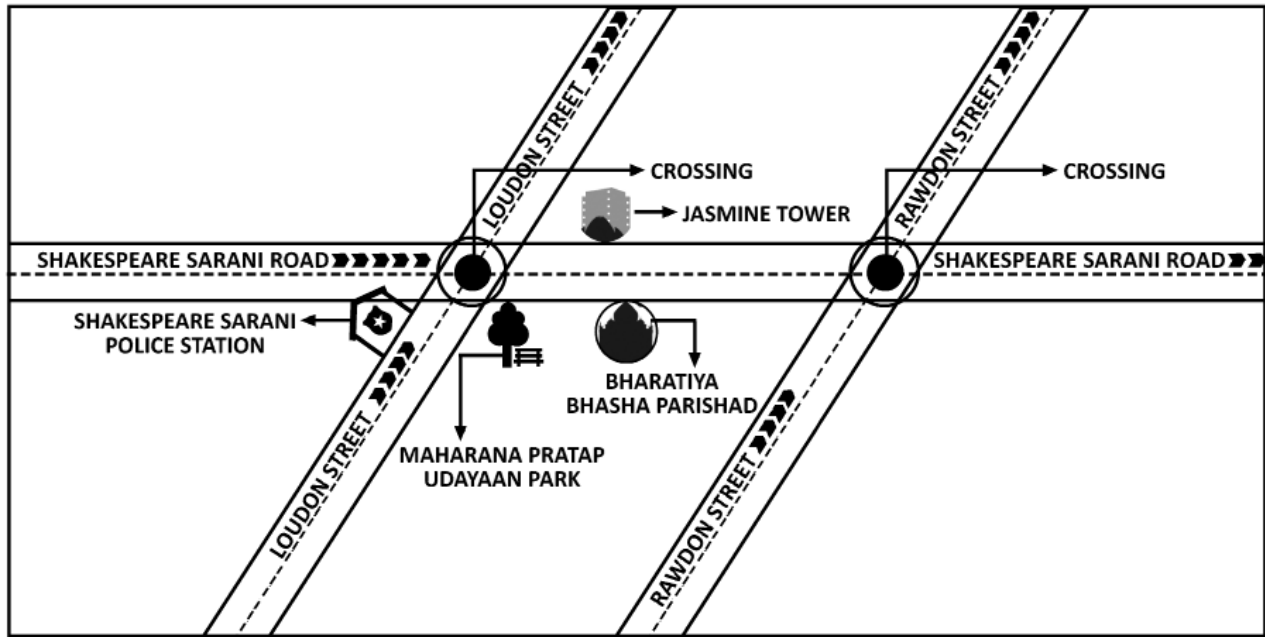 LOUDON STREET
RAWDON STREET
CROSSING
CROSSING
JASMINE TOWER
SHAKESPEARE SARANI ROAD
SHAKESPEARE SARANI ROAD
SHAKESPEARE SARANI
POLICE STATION
BHARATIYA
BHASHA PARISHAD
MAHARANA PRATAP
UDAYAAN PARK
LOUDON STREET
RAWDON STREET